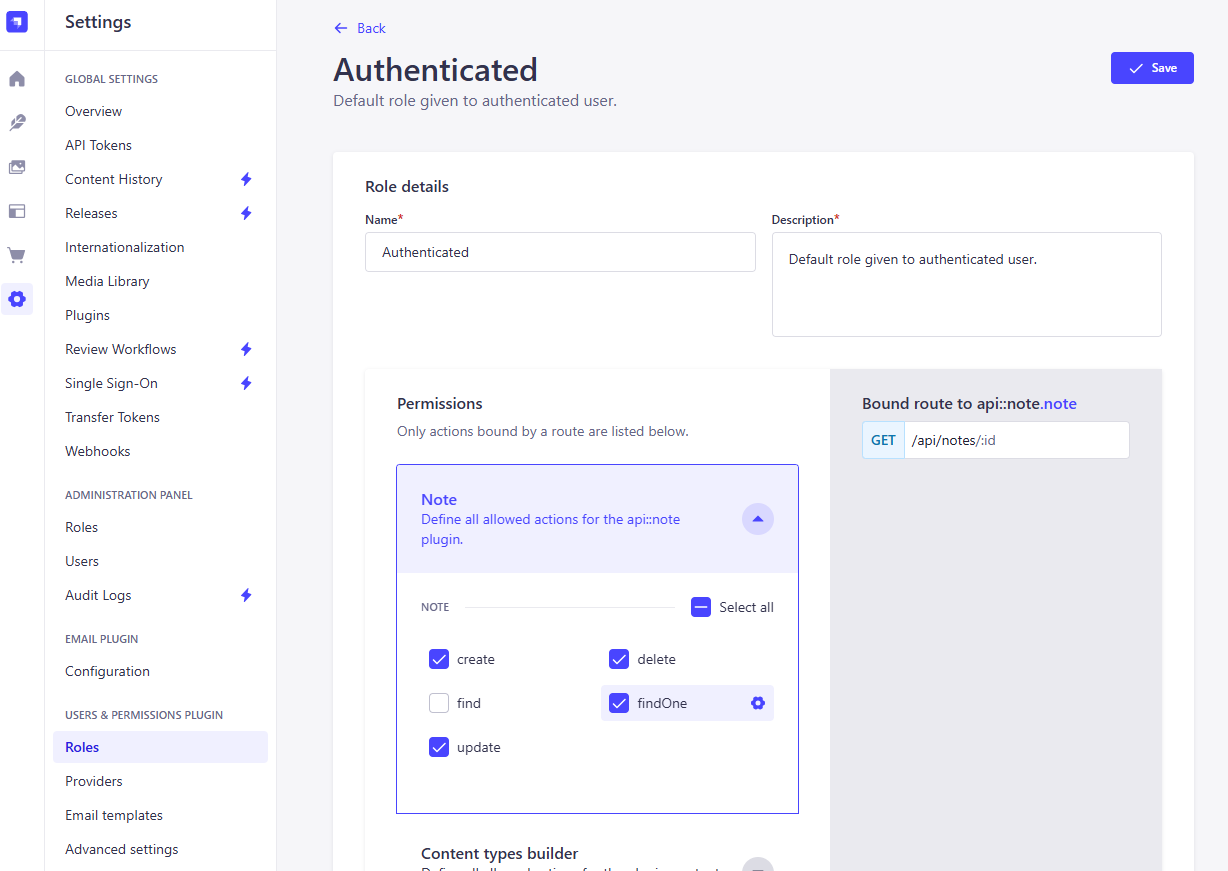 Settings
GLOBAL SETTINGS
Overview
API Tokens
Content History
Releases
Internationalization
Media Library
Plugins
Review Workflows
Single Sign-On
Transfer Tokens
Webhooks
ADMINISTRATION PANEL
Roles
Users
Audit Logs
EMAIL PLUGIN
Configuration
USERS & PERMISSIONS PLUGIN
Roles
Providers
Email templates
Advanced settings
Back
Authenticated
Default role given to authenticated user.
Save
Role details
Name*
Authenticated
Description*
Default role given to authenticated user.
Permissions
Only actions bound by a route are listed below.
Note
Define all allowed actions for the api::note
plugin.
NOTE
Select all
create
delete
find
findOne
update
Content types builder
Bound route to api::note.note
GET /api/notes/:id